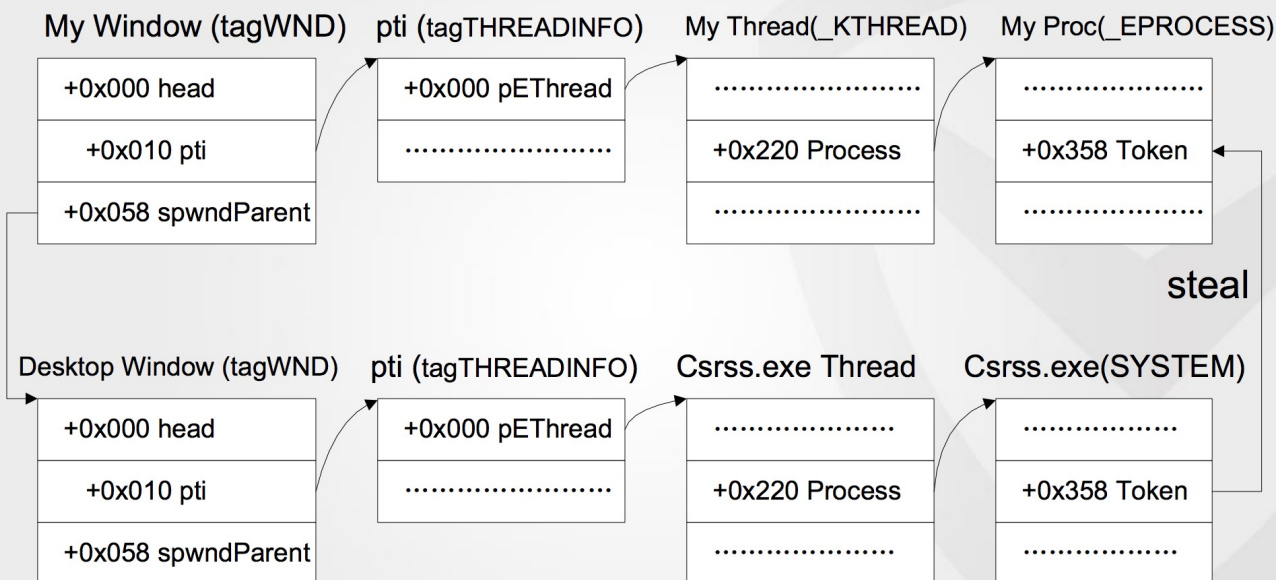 My Window (tagWND) pti (tagTHREADINFO) My Thread(_KTHREAD) My Proc(_EPROCESS)
+0x000 head +0x000 pEThread ........................ .....................
+0x010 pti ........................ +0x220 Process +0x358 Token
+0x058 spwndParent ........................ .....................
steal
Desktop Window (tagWND) pti (tagTHREADINFO) Csrss.exe Thread Csrss.exe(SYSTEM)
+0x000 head +0x000 pEThread ..................... ..................
+0x010 pti ........................ +0x220 Process +0x358 Token
+0x058 spwndParent ..................... ..................